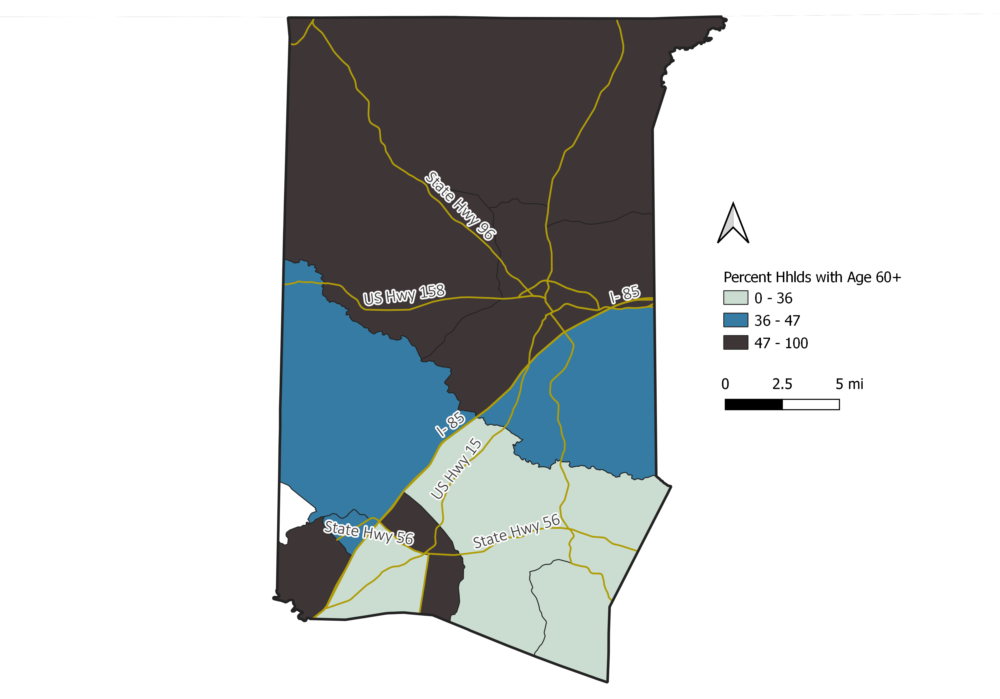 State Hwy 96
US Hwy 158
I- 85
Percent Hhlds with Age 60+
0 - 36
36 - 47
47 - 100
0 2.5 5 mi
I- 85
US Hwy 15
State Hwy 56
State Hwy 56